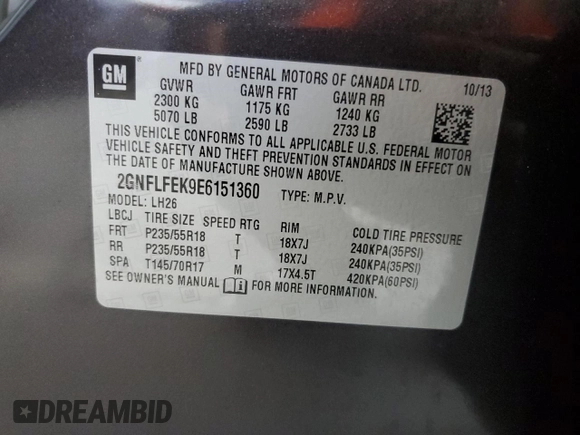 GM
MFD BY GENERAL MOTORS OF CANADA LTD. 10/13
GVWR GAWR FRT GAWR RR
2300 KG 1175 KG 1240 KG
5070 LB 2590 LB 2733 LB
THIS VEHICLE CONFORMS TO ALL APPLICABLE U.S. FEDERAL MOTOR
VEHICLE SAFETY AND THEFT PREVENTION STANDARDS IN EFFECT ON
THE DATE OF MANUFACTURE SHOWN ABOVE.
2GNFLFEK9E6151360 TYPE: M.P.V.
MODEL: LH26
LBCJ TIRE SIZE SPEED RTG RIM COLD TIRE PRESSURE
FRT P235/55R18 T 18X7J 240KPA(35PSI)
RR P235/55R18 T 18X7J 240KPA(35PSI)
SPA T145/70R17 M 17X4.5T 420KPA(60PSI)
SEE OWNER'S MANUAL FOR MORE INFORMATION.
DREAMBID